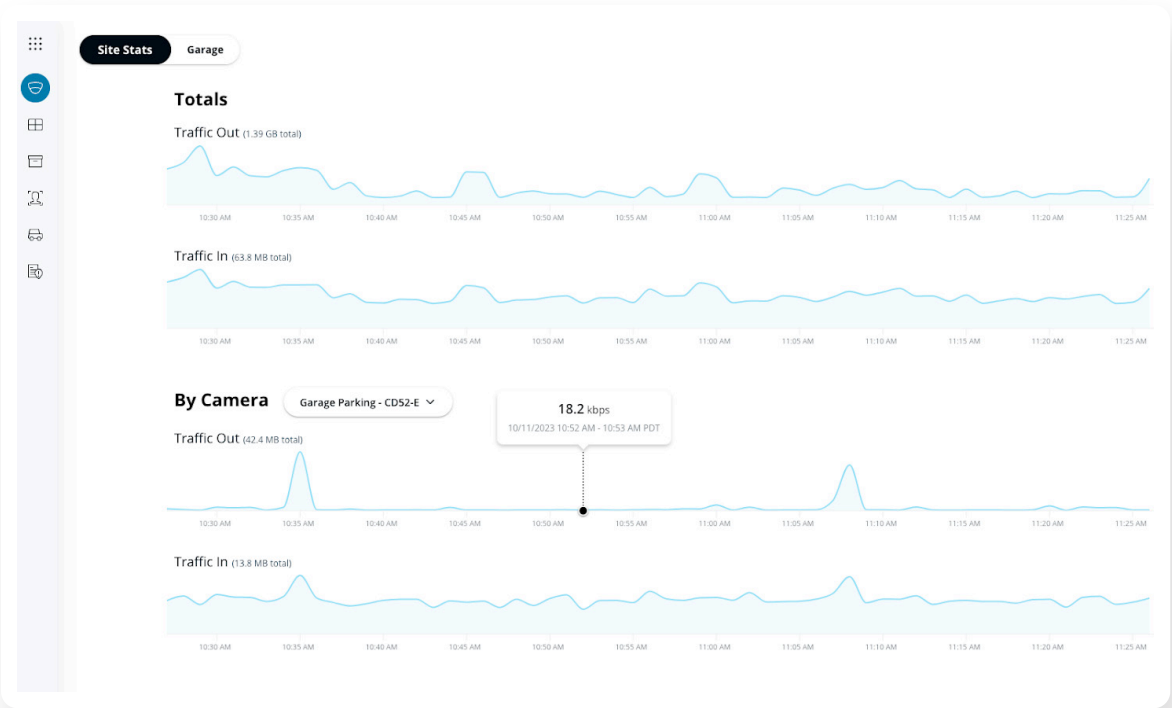 Site Stats Garage
Totals
Traffic Out (1.39 GB total)
10:30 AM 10:35 AM 10:40 AM 10:45 AM 10:50 AM 10:55 AM 11:00 AM 11:05 AM 11:10 AM 11:15 AM 11:20 AM 11:25 AM
Traffic In (63.8 MB total)
10:30 AM 10:35 AM 10:40 AM 10:45 AM 10:50 AM 10:55 AM 11:00 AM 11:05 AM 11:10 AM 11:15 AM 11:20 AM 11:25 AM
By Camera Garage Parking - CD52-E
18.2 kbps
10/11/2023 10:52 AM - 10:53 AM PDT
Traffic Out (42.4 MB total)
10:30 AM 10:35 AM 10:40 AM 10:45 AM 10:50 AM 10:55 AM 11:00 AM 11:05 AM 11:10 AM 11:15 AM 11:20 AM 11:25 AM
Traffic In (13.8 MB total)
10:30 AM 10:35 AM 10:40 AM 10:45 AM 10:50 AM 10:55 AM 11:00 AM 11:05 AM 11:10 AM 11:15 AM 11:20 AM 11:25 AM